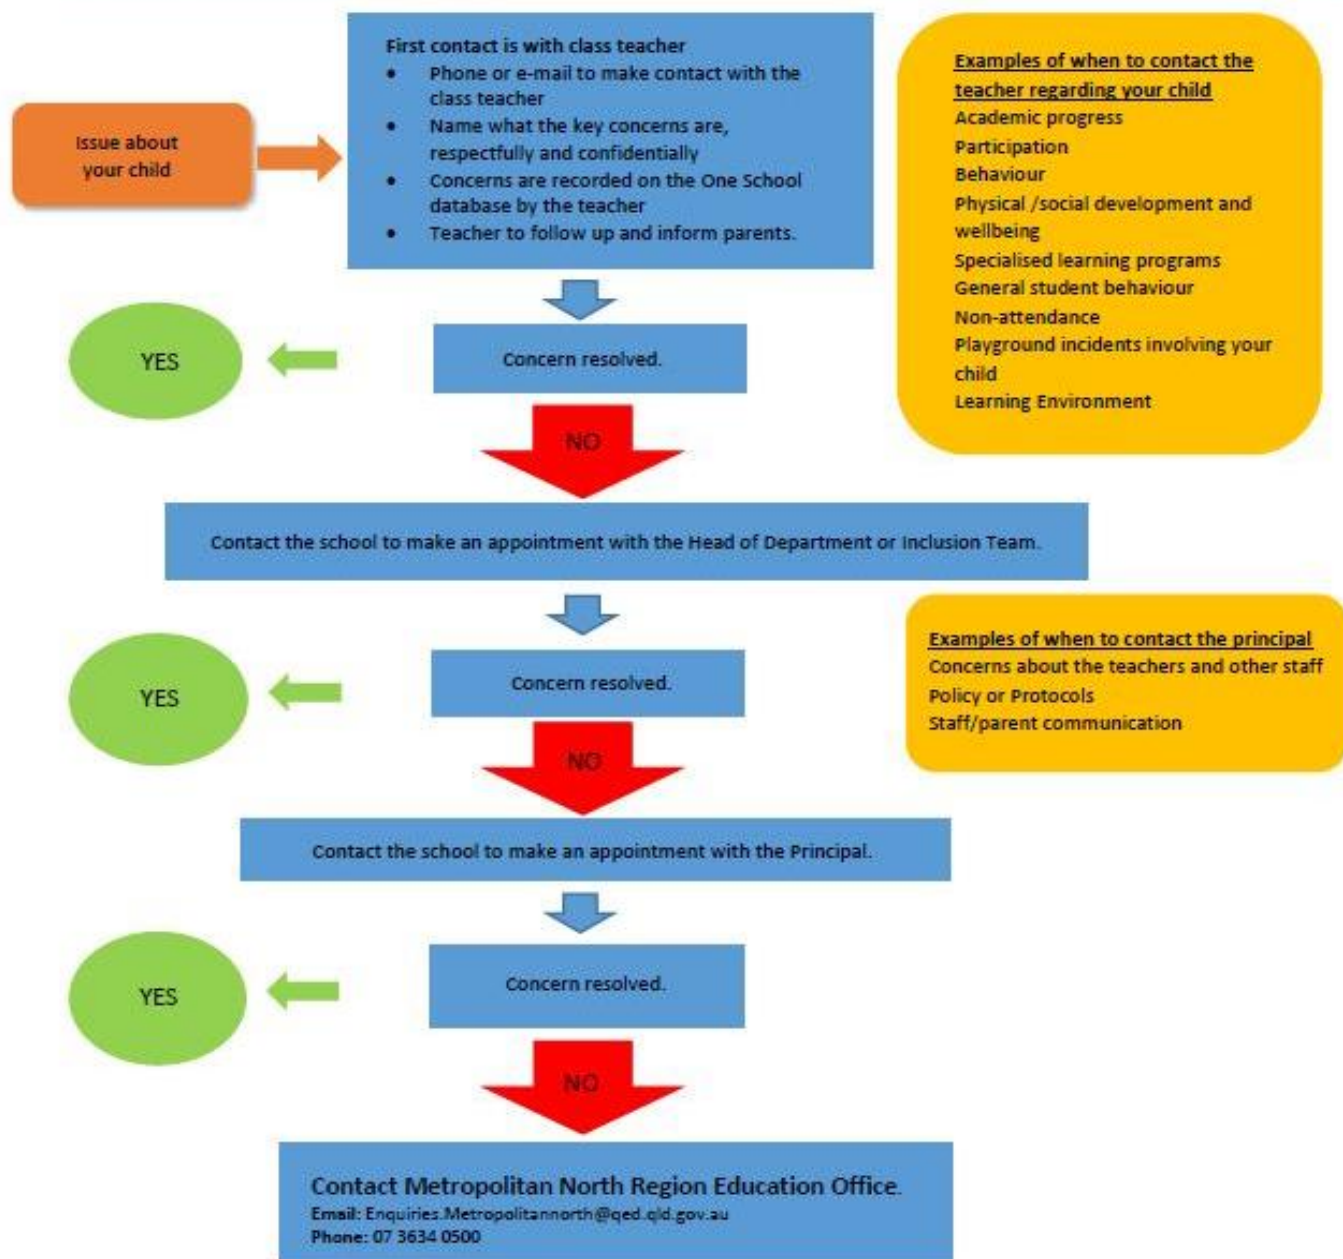 Issue about
your child
First contact is with class teacher
• Phone or e-mail to make contact with the
class teacher
• Name what the key concerns are,
respectfully and confidentially
• Concerns are recorded on the One School
database by the teacher
• Teacher to follow up and inform parents.
Examples of when to contact the
teacher regarding your child
Academic progress
Participation
Behaviour
Physical /social development and
wellbeing
Specialised learning programs
General student behaviour
Non-attendance
Playground incidents involving your
child
Learning Environment
YES
Concern resolved.
NO
Contact the school to make an appointment with the Head of Department or Inclusion Team.
YES
Concern resolved.
NO
Examples of when to contact the principal
Concerns about the teachers and other staff
Policy or Protocols
Staff/parent communication
Contact the school to make an appointment with the Principal.
YES
Concern resolved.
NO
Contact Metropolitan North Region Education Office.
Email: Enquiries.Metropolitannorth@qed.qld.gov.au
Phone: 07 3634 0500